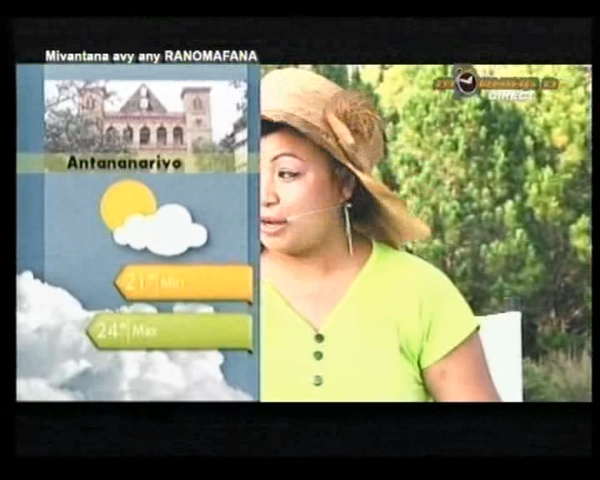 Mivantana avy any RANOMAFANA
DIRECT
Antananarivo
21° Min
24° Max